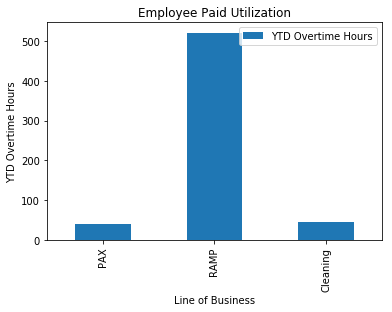 Employee Paid Utilization
YTD Overtime Hours
YTD Overtime Hours
500
400
300
200
100
0
PAX
RAMP
Cleaning
Line of Business